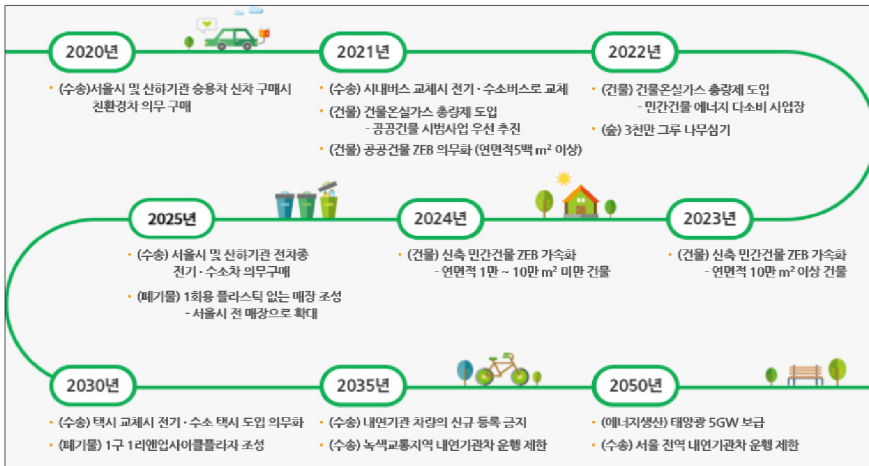 2020년
• (수송)서울시 및 산하기관 승용차 신차 구매시
친환경차 의무 구매
2021년
• (수송) 시내버스 교체시 전기·수소버스로 교체
• (건물) 건물온실가스 총량제 도입
- 공공건물 시범사업 우선 추진
• (건물) 공공건물 ZEB 의무화 (연면적5백 m² 이상)
2022년
• (건물) 건물온실가스 총량제 도입
- 민간건물 에너지 다소비 사업장
• (숲) 3천만 그루 나무심기
2025년
• (수송) 서울시 및 산하기관 전차종
전기·수소차 의무구매
• (폐기물) 1회용 플라스틱 없는 매장 조성
- 서울시 전 매장으로 확대
2024년
• (건물) 신축 민간건물 ZEB 가속화
- 연면적 1만 ~ 10만 m² 미만 건물
2023년
• (건물) 신축 민간건물 ZEB 가속화
- 연면적 10만 m² 이상 건물
2030년
• (수송) 택시 교체시 전기·수소 택시 도입 의무화
• (폐기물) 1구 1리앤업사이클플라자 조성
2035년
• (수송) 내연기관 차량의 신규 등록 금지
• (수송) 녹색교통지역 내연기관차 운행 제한
2050년
• (에너지생산) 태양광 5GW 보급
• (수송) 서울 전역 내연기관차 운행 제한